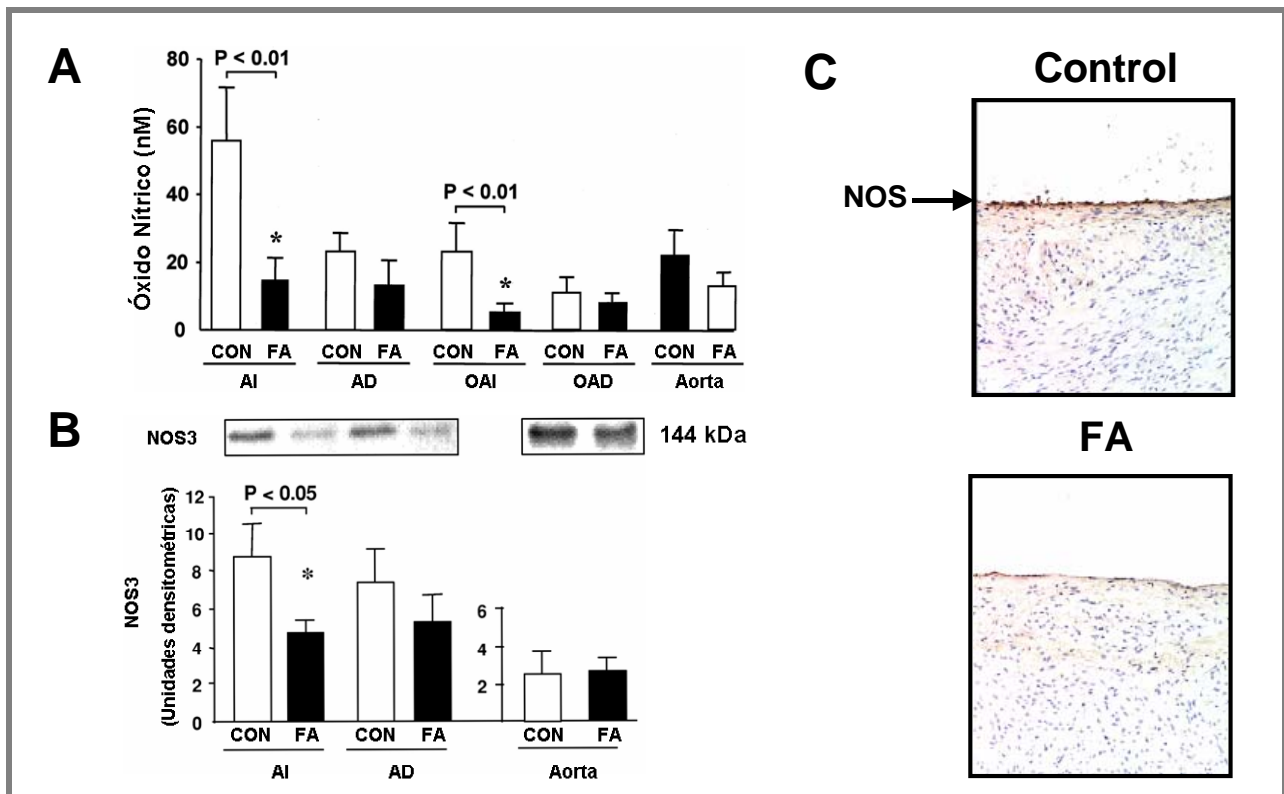 A
Óxido Nítrico (nM)
80
60
40
20
0
P < 0.01
*
P < 0.01
*
CON FA CON FA CON FA CON FA CON FA
AI AD OAI OAD Aorta
B
NOS3
144 kDa
NOS3
(Unidades densitométricas)
12
10
8
6
4
2
0
P < 0.05
*
6
4
2
CON FA CON FA CON FA
AI AD Aorta
C
Control
NOS
FA